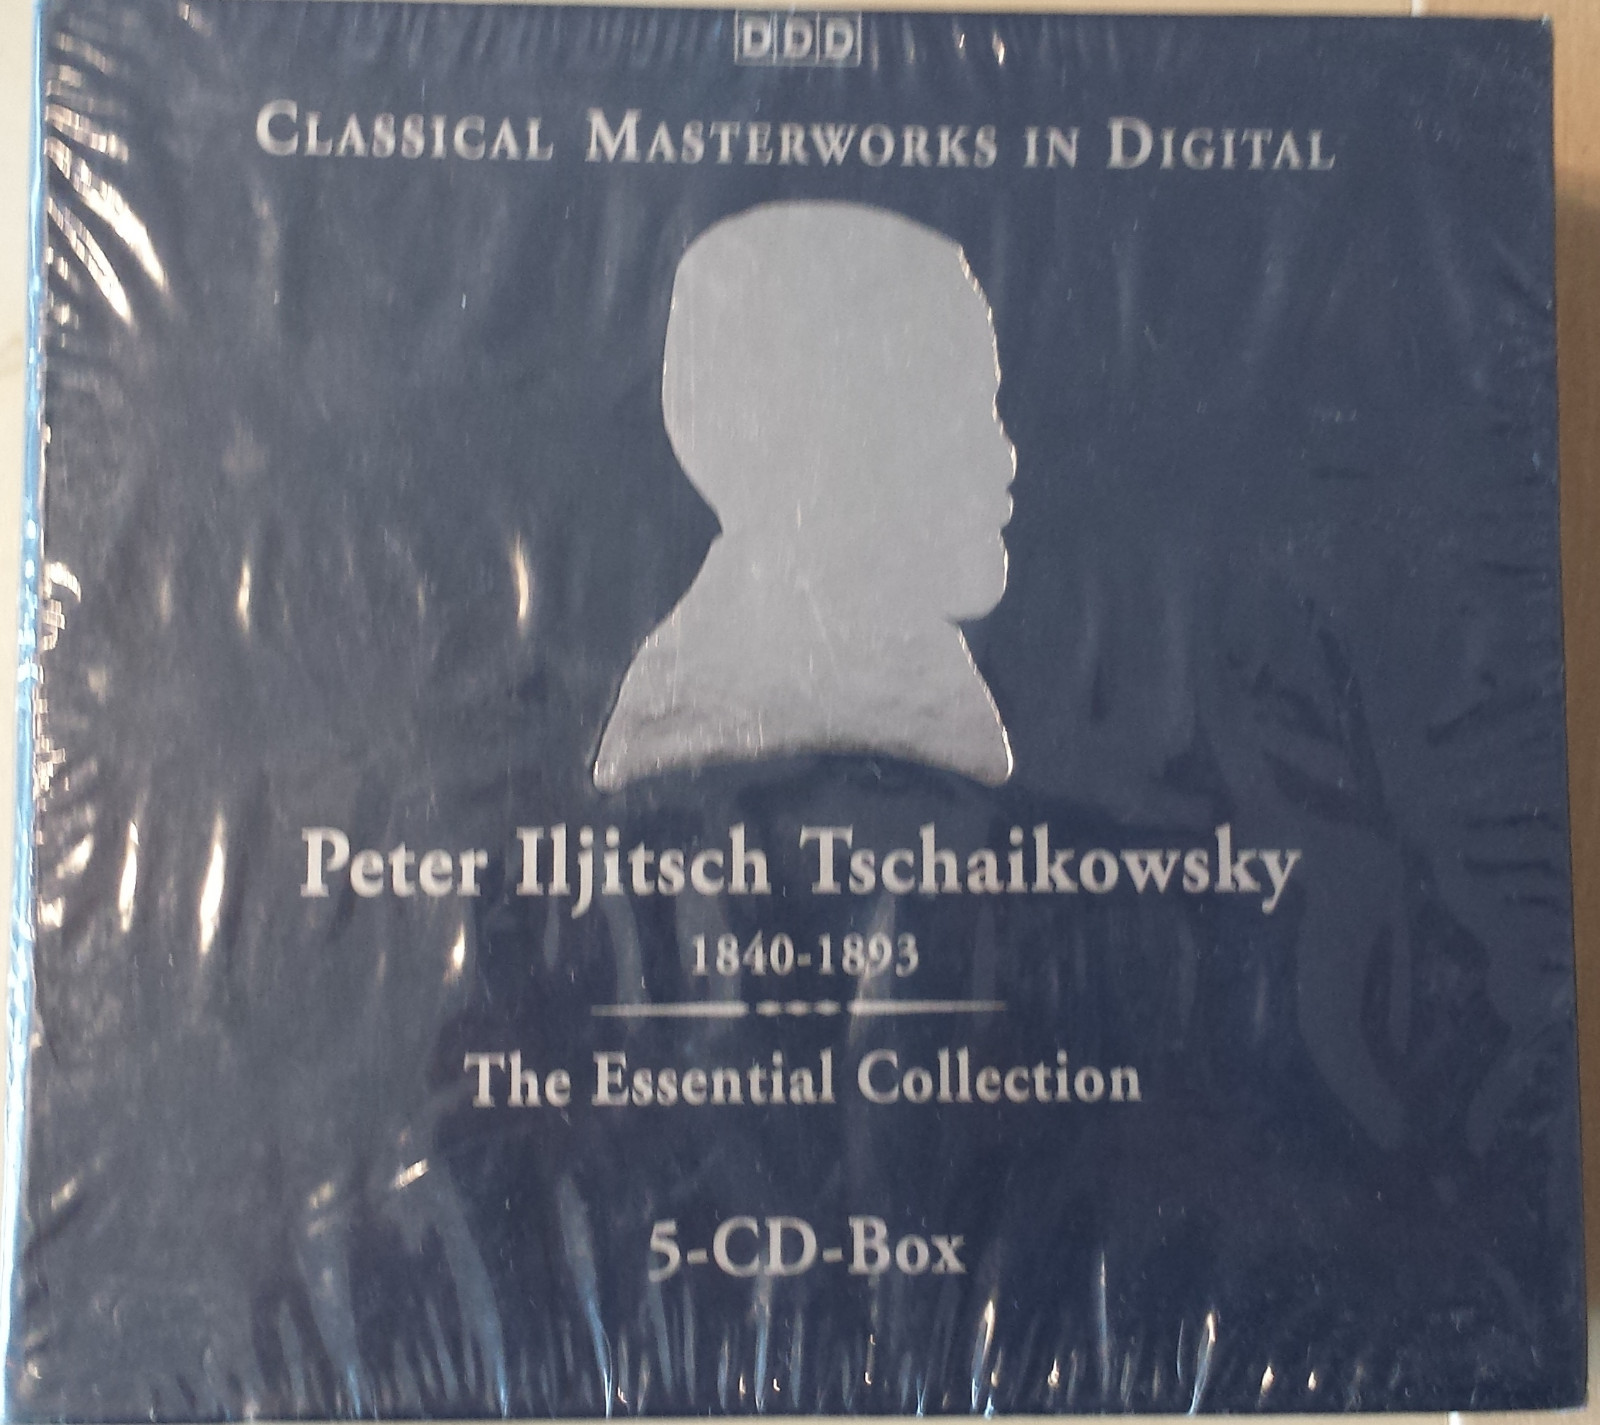 DDD
CLASSICAL MASTERWORKS IN DIGITAL
Peter Iljitsch Tschaikowsky
1840-1893
The Essential Collection
5-CD-Box